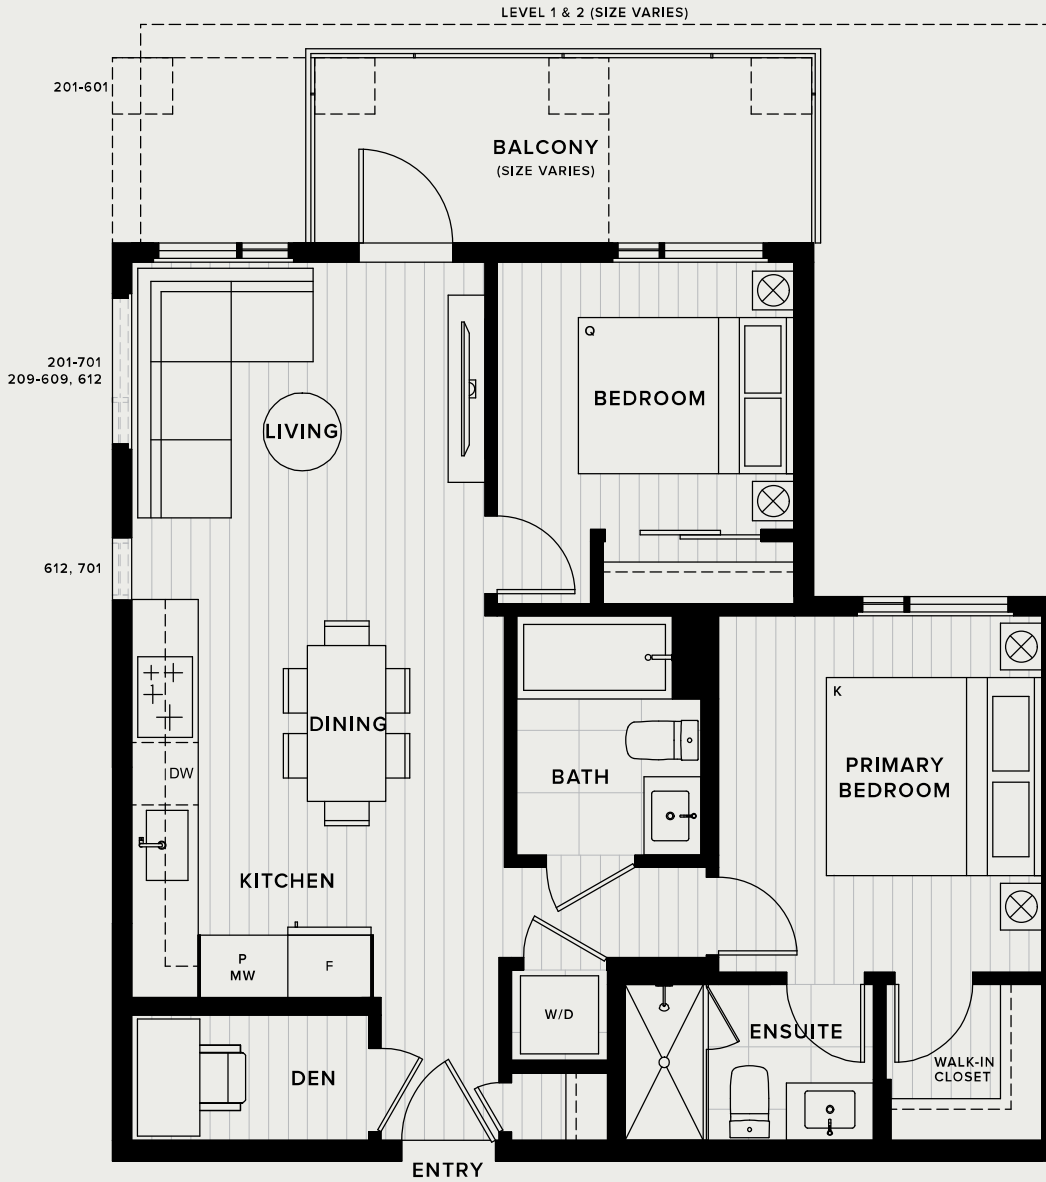 LEVEL 1 & 2 (SIZE VARIES)
201-601
BALCONY
(SIZE VARIES)
201-701
209-609, 612
Q
BEDROOM
LIVING
612, 701
K
DINING
DW
BATH
PRIMARY
BEDROOM
KITCHEN
P
MW
F
W/D
ENSUITE
WALK-IN
CLOSET
DEN
ENTRY